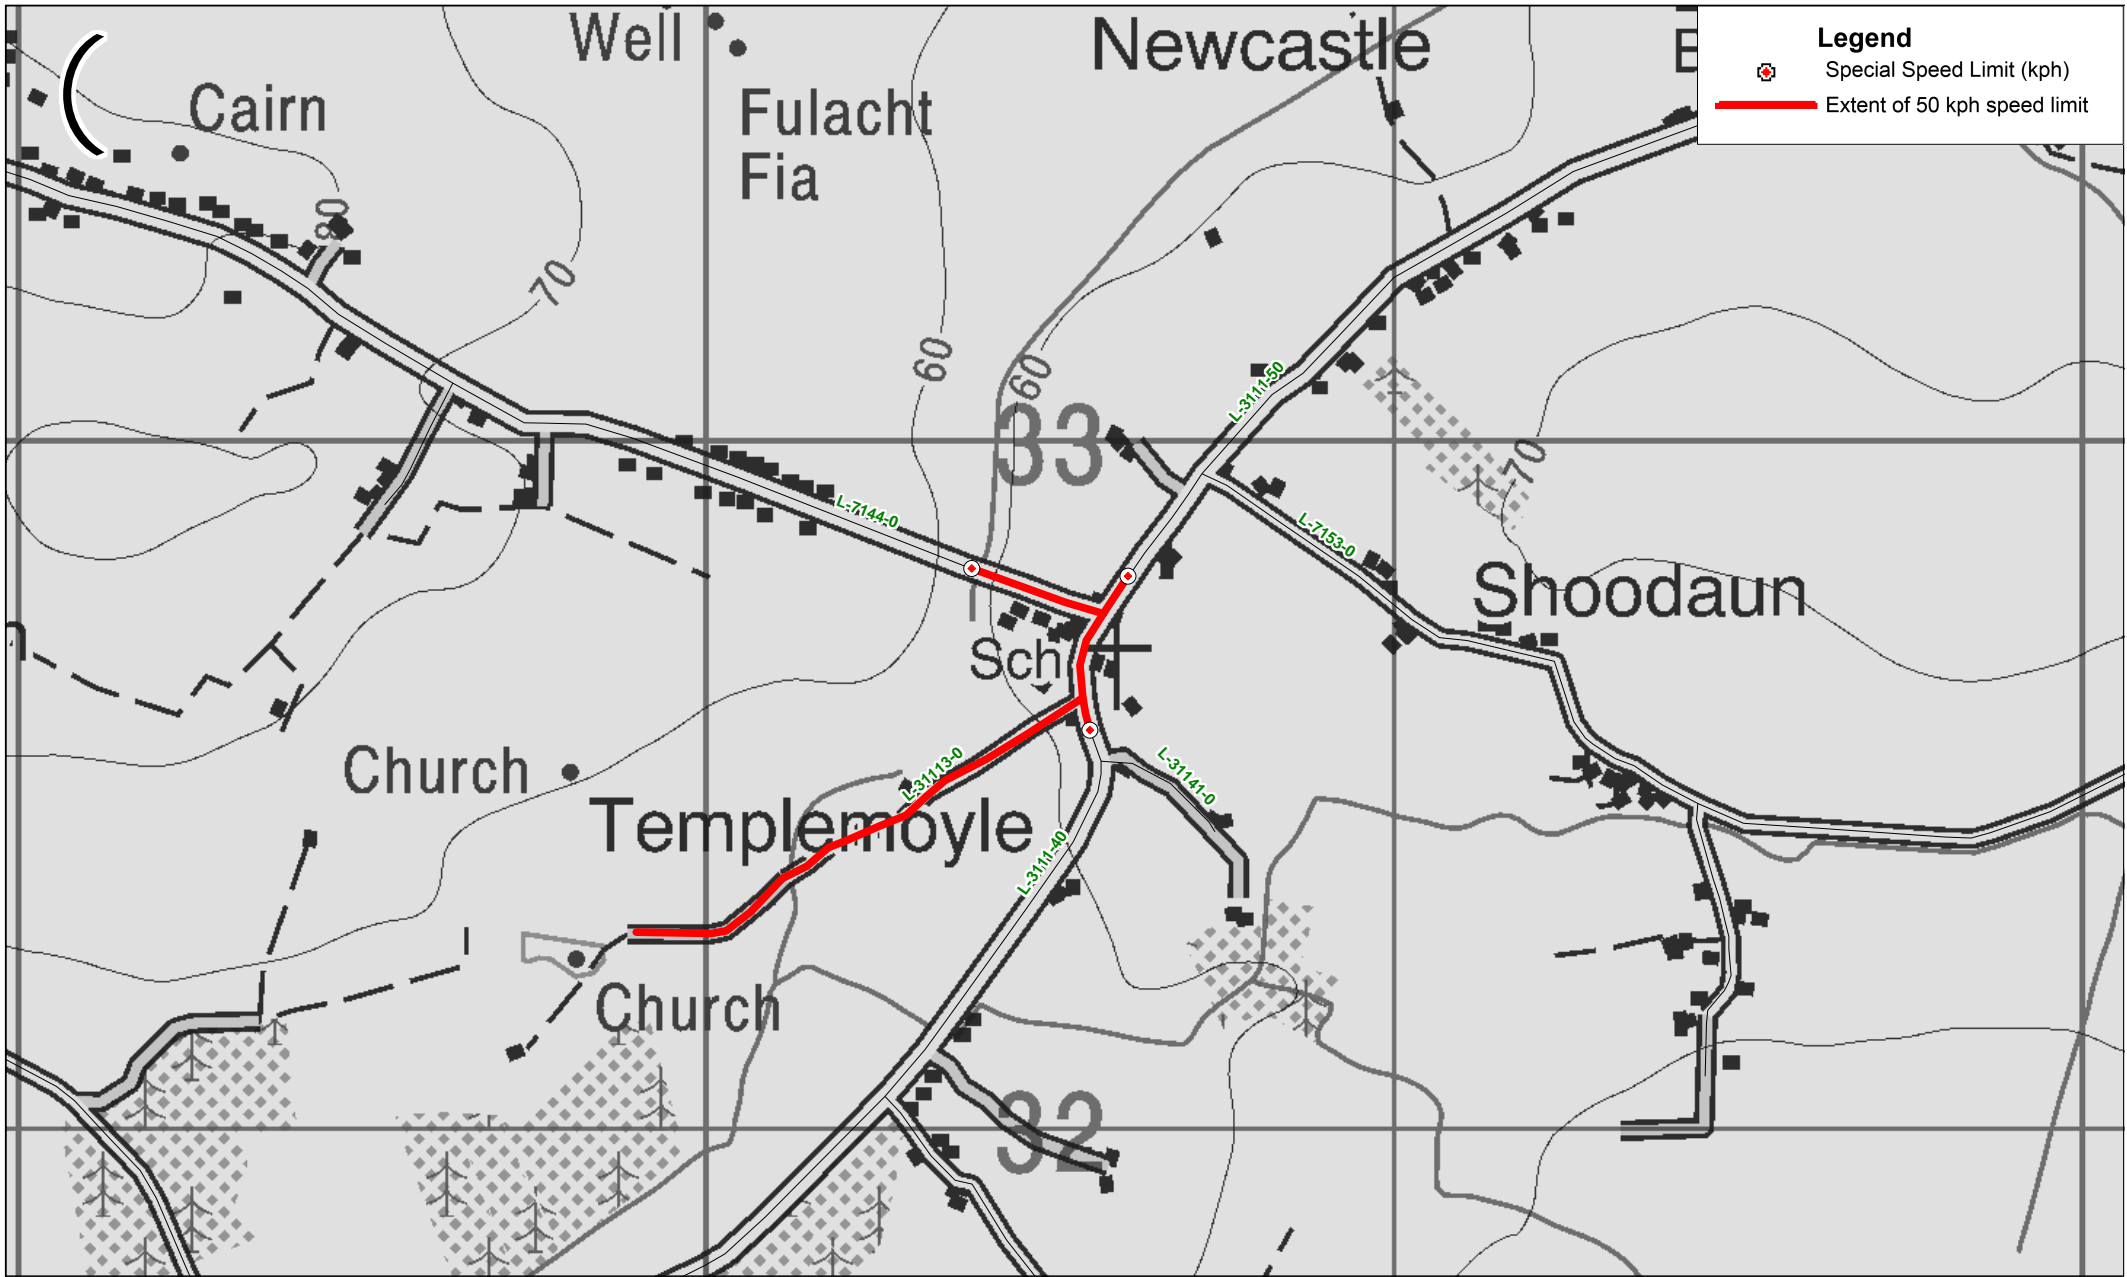 Well
Newcastle
Legend
Special Speed Limit (kph)
Extent of 50 kph speed limit
Cairn
Fulacht
Fia
80
70
60
60
33
L-3111-50
70
L-7144-0
L-7153-0
Shoodaun
Sch
Church
L-31113-0
L-31141-0
Templemoyle
L-3111-40
Church
32